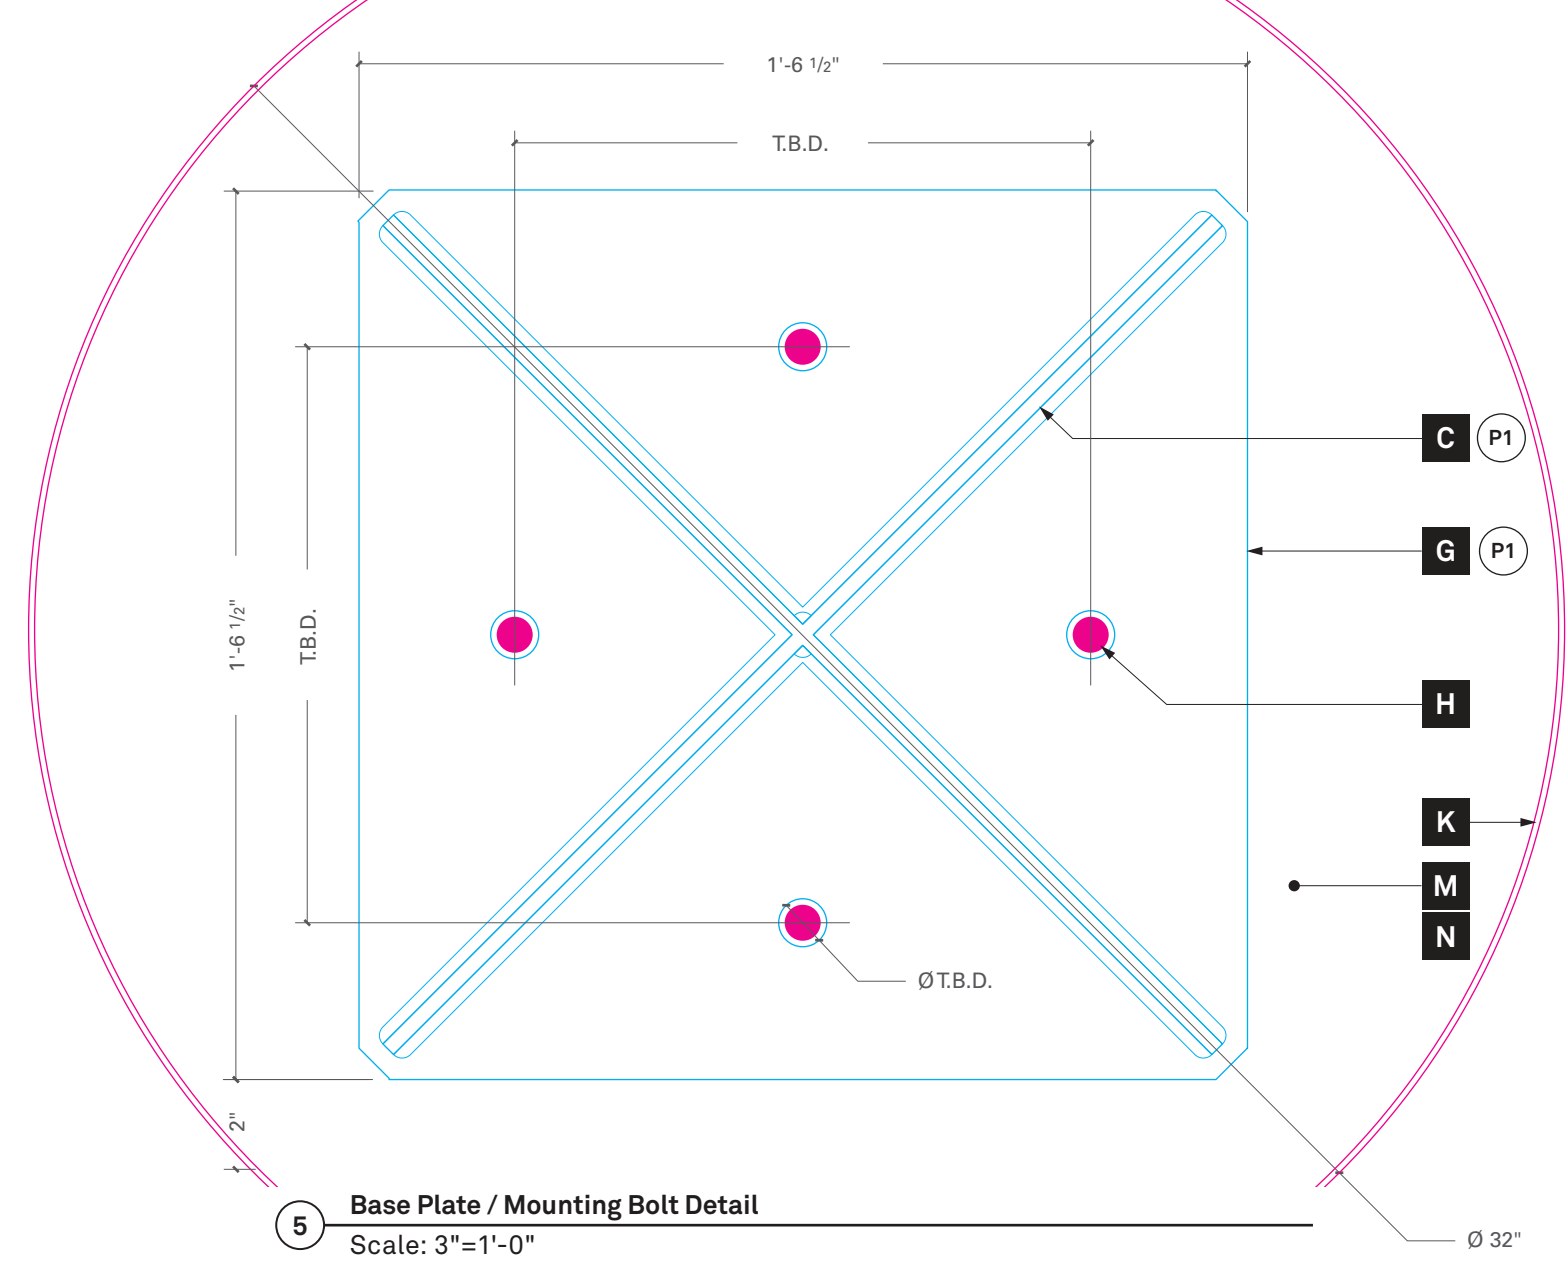 1'-6 1/2"
T.B.D.
1'-6 1/2"
T.B.D.
C P1
G P1
H
K
M
N
Ø T.B.D.
2"
5
Base Plate / Mounting Bolt Detail
Scale: 3"=1'-0"
Ø 32"